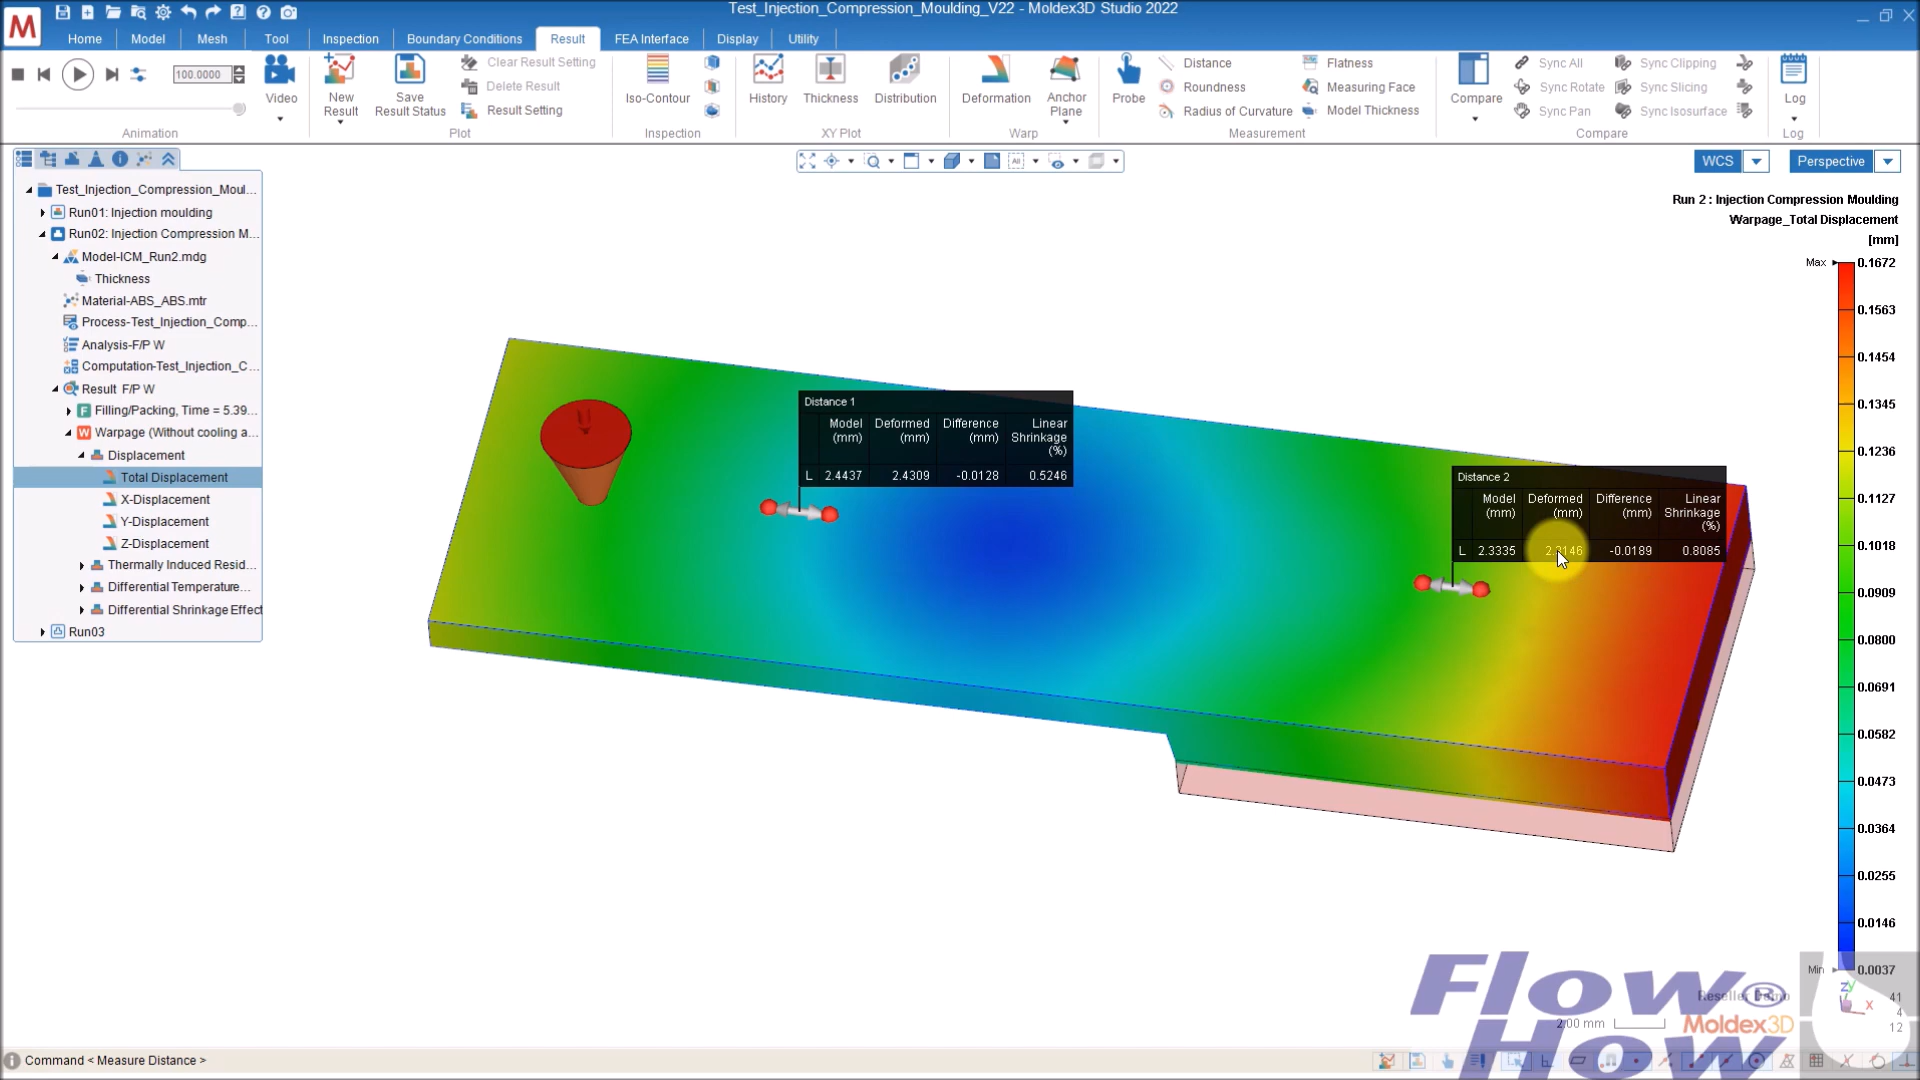 Test_Injection_Compression_Moulding_V22 - Moldex3D Studio 2022
M
Home Model Mesh Tool Inspection Boundary Conditions Result FEA Interface Display Utility
100.0000
Video
Animation
New Result
Save Result Status
Clear Result Setting
Delete Result
Result Setting
Plot
Iso-Contour
Inspection
History
Thickness
Distribution
XY Plot
Deformation
Anchor Plane
Warp
Probe
Distance
Roundness
Radius of Curvature
Flatness
Measuring Face
Model Thickness
Measurement
Compare
Sync All
Sync Rotate
Sync Pan
Sync Clipping
Sync Slicing
Sync Isosurface
Compare
Log
Log
WCS
Perspective
Test_Injection_Compression_Moul...
Run01: Injection moulding
Run02: Injection Compression M...
Model-ICM_Run2.mdg
Thickness
Material-ABS_ABS.mtr
Process-Test_Injection_Comp...
Analysis-F/P W
Computation-Test_Injection_C...
Result F/P W
F Filling/Packing, Time = 5.39...
W Warpage (Without cooling a...
Displacement
Total Displacement
X-Displacement
Y-Displacement
Z-Displacement
Thermally Induced Resid...
Differential Temperature...
Differential Shrinkage Effect
Run03
Run 2 : Injection Compression Moulding
Warpage_Total Displacement
[mm]
Max 0.1672
0.1563
0.1454
0.1345
0.1236
0.1127
0.1018
0.0909
0.0800
0.0691
0.0582
0.0473
0.0364
0.0255
0.0146
Min 0.0037
Distance 1
Model (mm) Deformed (mm) Difference (mm) Linear Shrinkage (%)
L 2.4437 2.4309 -0.0128 0.5246
Distance 2
Model (mm) Deformed (mm) Difference (mm) Linear Shrinkage (%)
L 2.3335 2.3146 -0.0189 0.8085
Flow®
How
Reseller Demo
2.00 mm
Moldex3D
Z Y X
41
4
12
Command < Measure Distance >